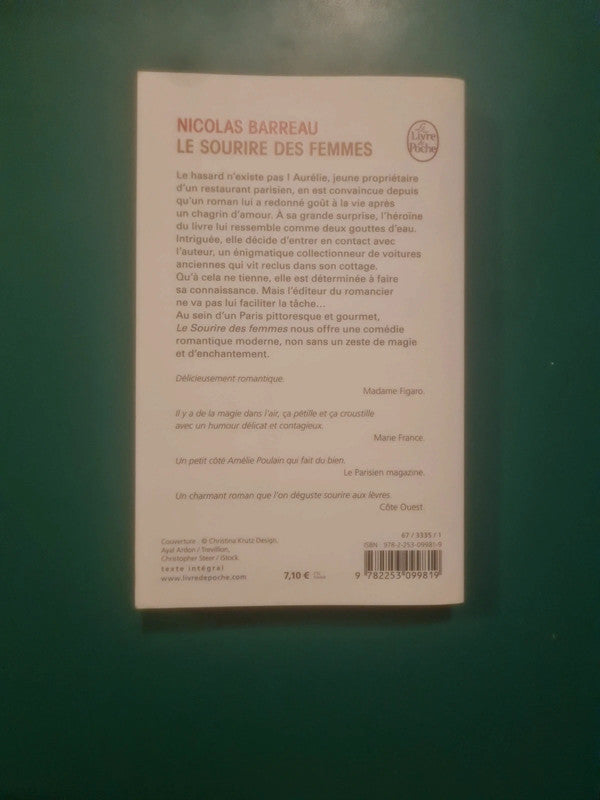 NICOLAS BARREAU
LE SOURIRE DES FEMMES
Le Livre de Poche
Le hasard n'existe pas ! Aurélie, jeune propriétaire
d'un restaurant parisien, en est convaincue depuis
qu'un roman lui a redonné goût à la vie après
un chagrin d'amour. À sa grande surprise, l'héroïne
du livre lui ressemble comme deux gouttes d'eau.
Intriguée, elle décide d'entrer en contact avec
l'auteur, un énigmatique collectionneur de voitures
anciennes qui vit reclus dans son cottage.
Qu'à cela ne tienne, elle est déterminée à faire
sa connaissance. Mais l'éditeur du romancier
ne va pas lui faciliter la tâche...
Au sein d'un Paris pittoresque et gourmet,
Le Sourire des femmes nous offre une comédie
romantique moderne, non sans un zeste de magie
et d'enchantement.
Délicieusement romantique.
Madame Figaro.
Il y a de la magie dans l'air, ça pétille et ça croustille
avec un humour délicat et contagieux.
Marie France.
Un petit côté Amélie Poulain qui fait du bien.
Le Parisien magazine.
Un charmant roman que l'on déguste sourire aux lèvres.
Côté Ouest.
Couverture : © Christina Krutz Design,
Ayal Ardon / Trevillion,
Christopher Steer / iStock.
texte intégral
www.livredepoche.com
7,10 €
67 / 3335 / 1
ISBN : 978-2-253-09981-9
9 782253 099819